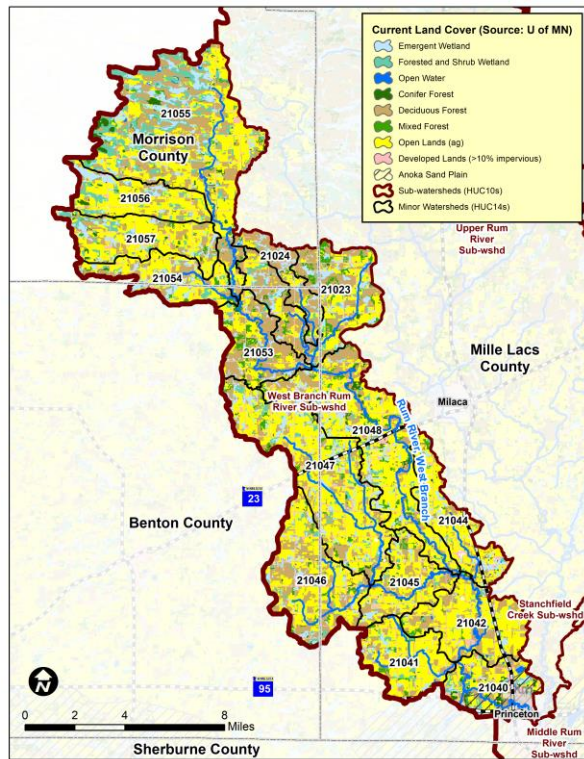 Current Land Cover (Source: U of MN)
Emergent Wetland
Forested and Shrub Wetland
Open Water
Conifer Forest
Deciduous Forest
Mixed Forest
Open Lands (ag)
Developed Lands (>10% impervious)
Anoka Sand Plain
Sub-watersheds (HUC10s)
Minor Watersheds (HUC14s)
21055
Morrison
County
21056
21057
21054
21024
21023
Upper Rum
River
Sub-wshd
21053
Mille Lacs
County
West Branch Rum
River Sub-wshd
Milaca
Rum River, West Branch
21048
21047
23
Benton County
21044
21046
21045
Stanchfield
Creek Sub-wshd
21042
21041
21040
N
95
Princeton
0 2 4 8
Miles
Middle Rum
River
Sub-wshd
Sherburne County